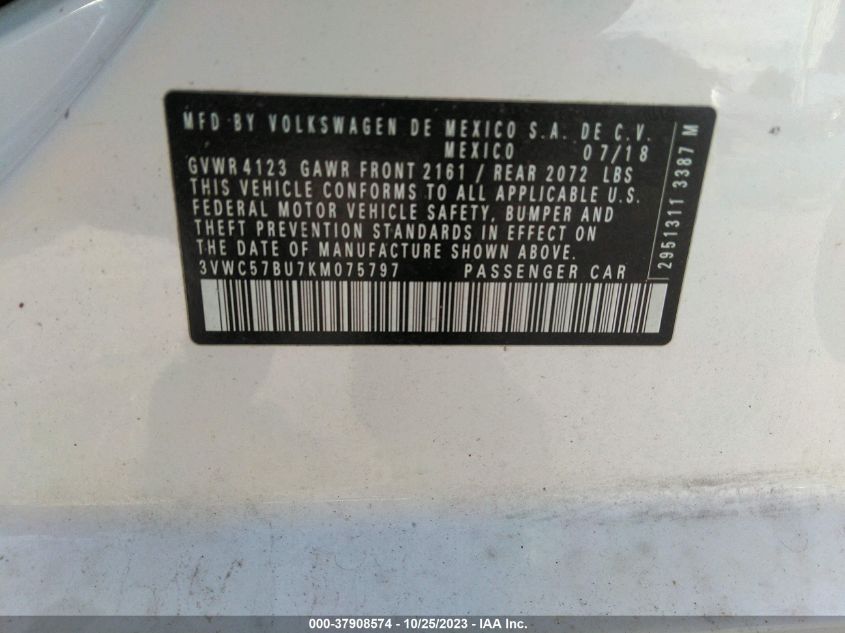 MFD BY VOLKSWAGEN DE MEXICO S.A. DE C.V.
MEXICO 07/18
GVWR 4123 GAWR FRONT 2161 / REAR 2072 LBS
THIS VEHICLE CONFORMS TO ALL APPLICABLE U.S.
FEDERAL MOTOR VEHICLE SAFETY, BUMPER AND
THEFT PREVENTION STANDARDS IN EFFECT ON
THE DATE OF MANUFACTURE SHOWN ABOVE.
3VWC57BU7KM075797 PASSENGER CAR
2951311 3387 M
000-37908574 / 10/25/2023 - IAA Inc.